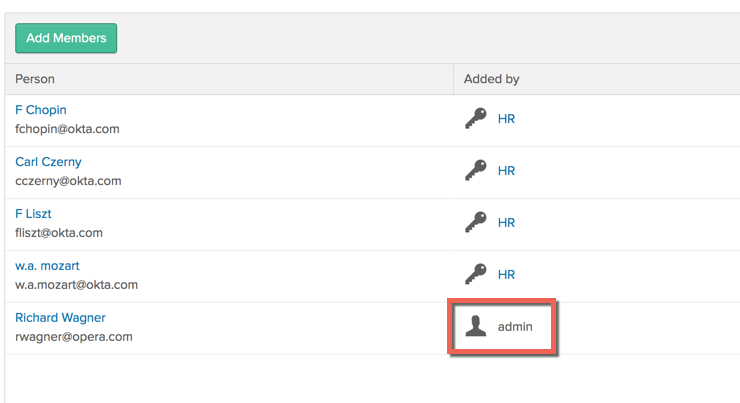 Add Members
Person Added by
F Chopin
fchopin@okta.com
HR
Carl Czerny
cczerny@okta.com
HR
F Liszt
fliszt@okta.com
HR
w.a. mozart
w.a.mozart@okta.com
HR
Richard Wagner
rwagner@opera.com
admin